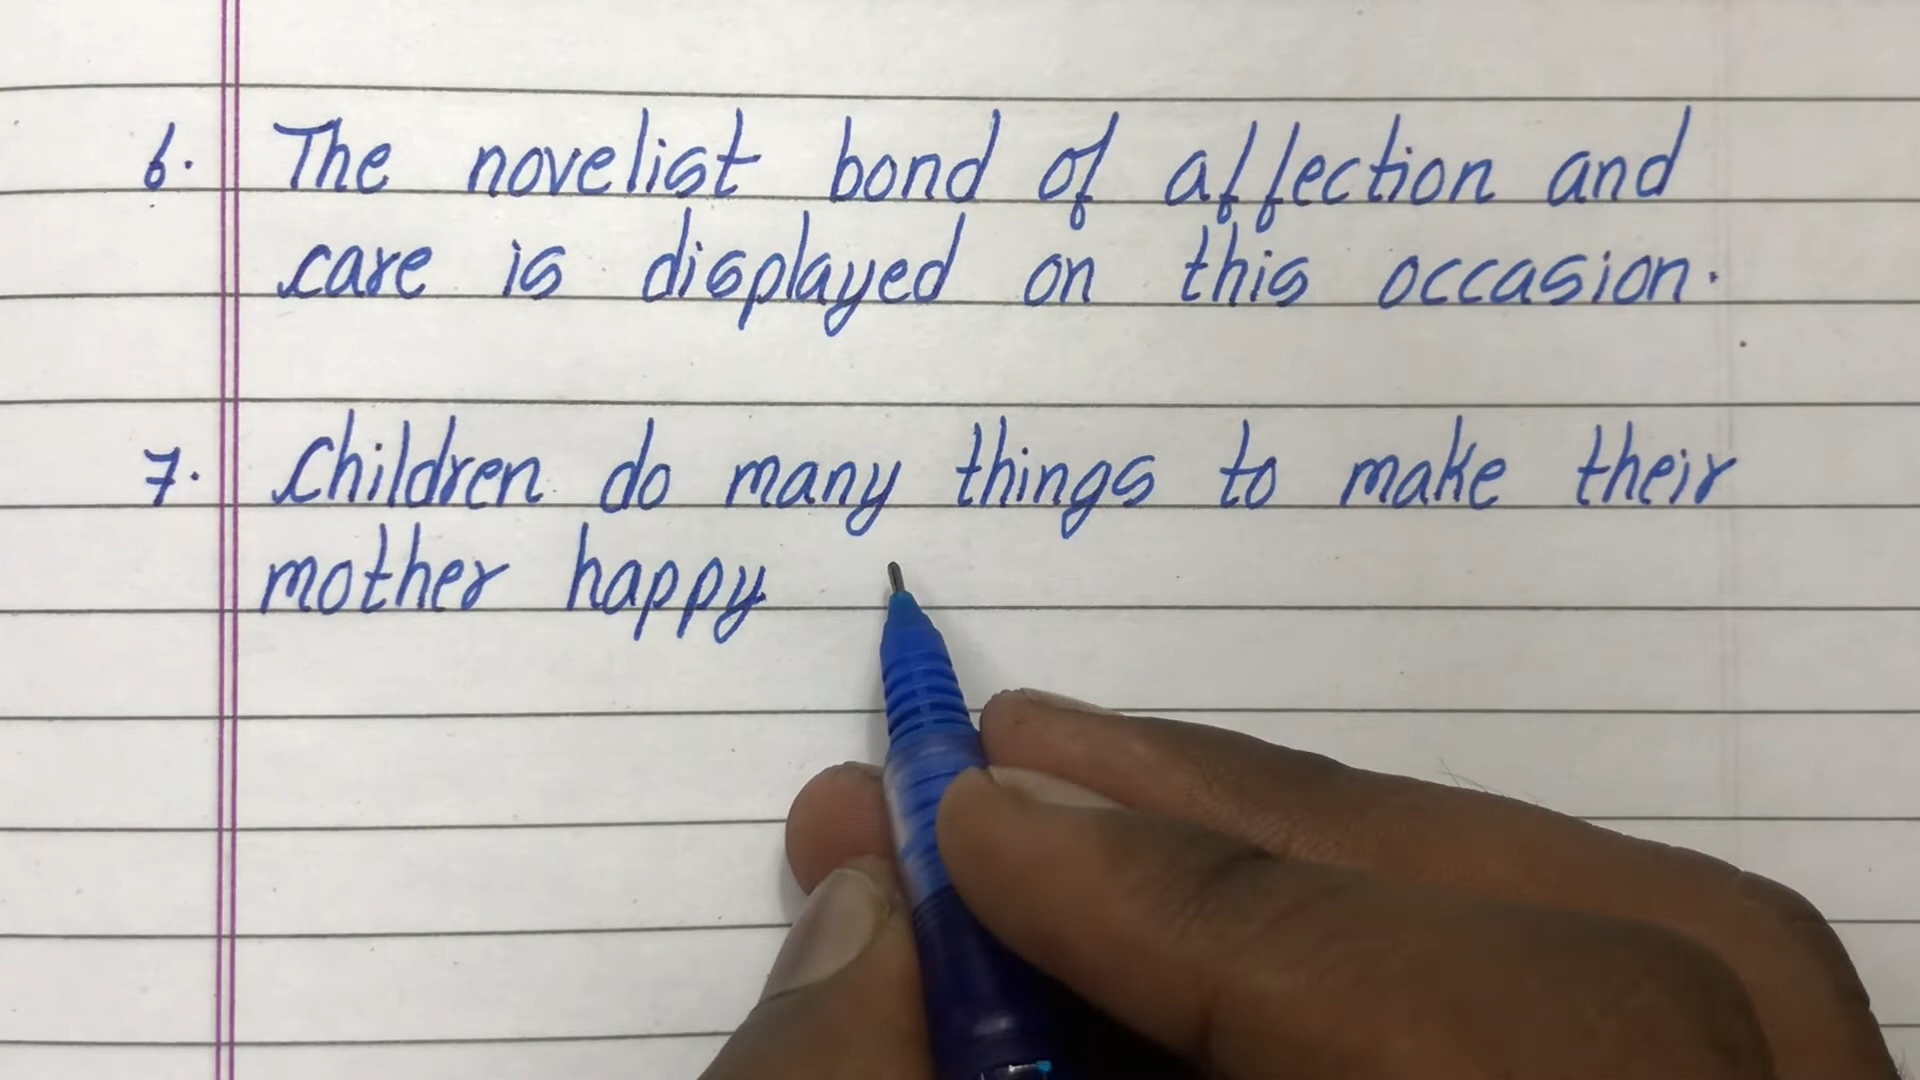 6. The novelist bond of affection and
care is displayed on this occasion.
7. Children do many things to make their
mother happy